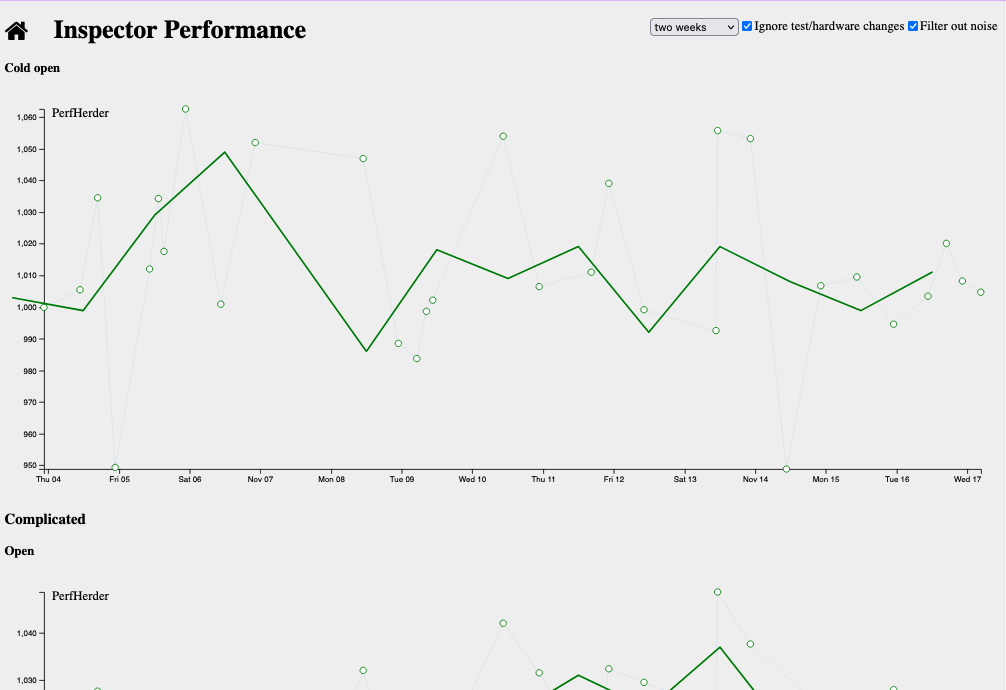 Inspector Performance
two weeks
Ignore test/hardware changes
Filter out noise
Cold open
PerfHerder
1,060
1,050
1,040
1,030
1,020
1,010
1,000
990
980
970
960
950
Thu 04 Fri 05 Sat 06 Nov 07 Mon 08 Tue 09 Wed 10 Thu 11 Fri 12 Sat 13 Nov 14 Mon 15 Tue 16 Wed 17
Complicated
Open
PerfHerder
1,040
1,030